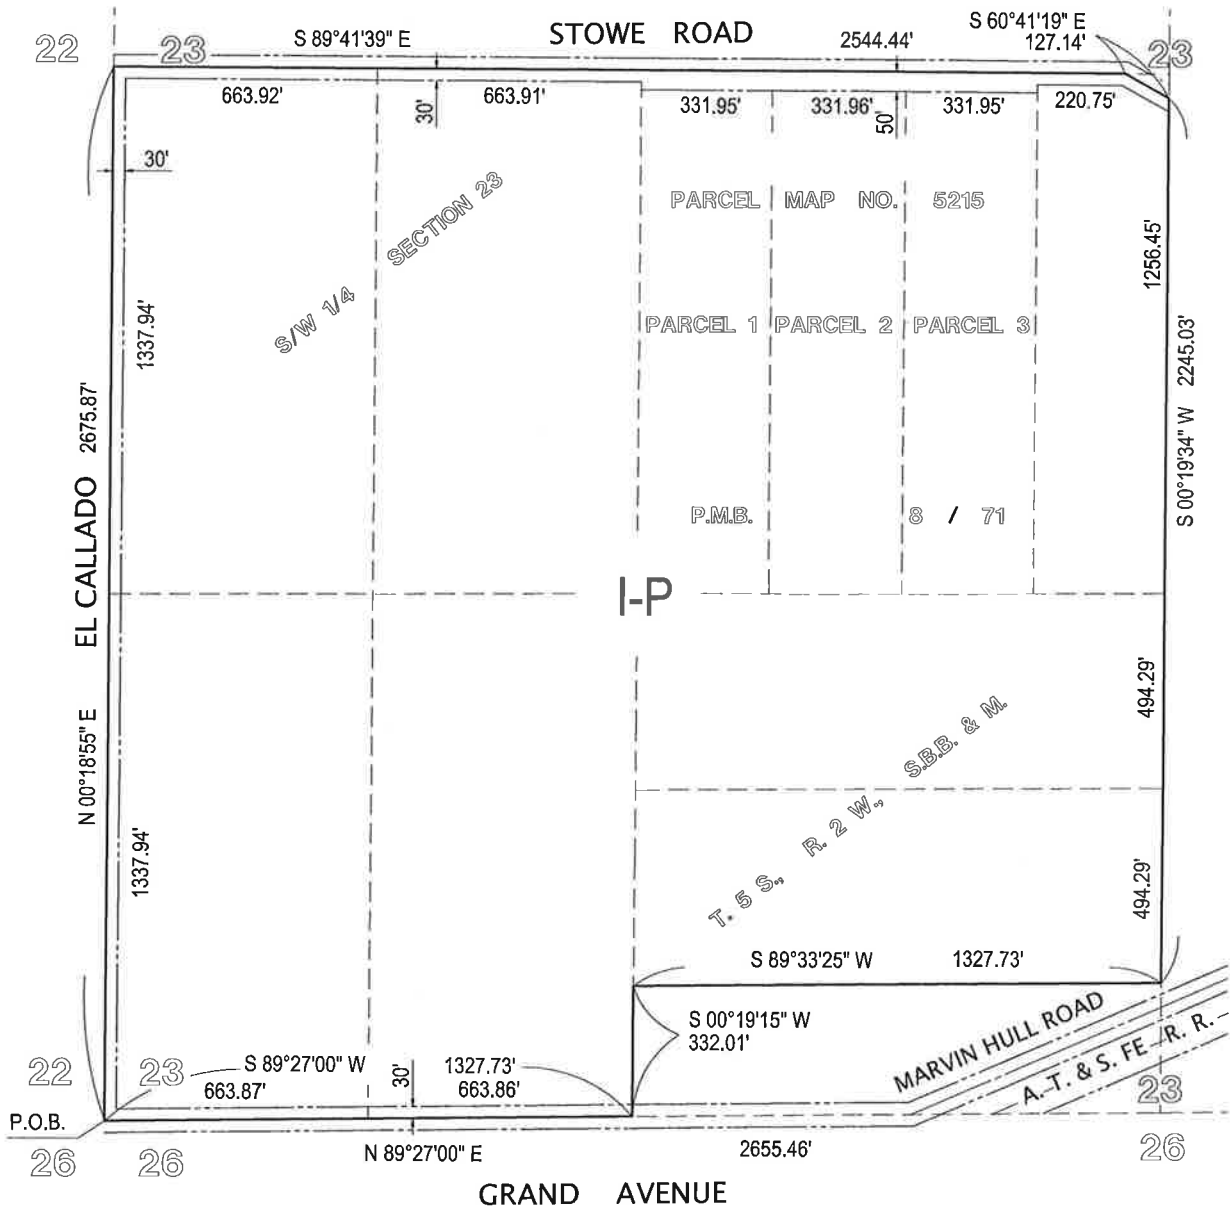 STOWE ROAD
S 60°41'19" E
127.14'
22
23
S 89°41'39" E
2544.44'
23
663.92'
663.91'
331.95'
331.96'
331.95'
220.75'
30'
50'
30'
PARCEL MAP NO. 5215
S/W 1/4 SECTION 23
1256.45'
1337.94'
PARCEL 1
PARCEL 2
PARCEL 3
S 00°19'34" W 2245.03'
EL CALLADO 2675.87'
P.M.B. 8 / 71
I-P
494.29'
N 00°18'55" E
T. 5 S., R. 2 W., S.B.B. & M.
1337.94'
494.29'
S 89°33'25" W 1327.73'
S 00°19'15" W
332.01'
MARVIN HULL ROAD
A.T. & S. FE R. R.
22
23
S 89°27'00" W
1327.73'
663.87'
663.86'
30'
23
P.O.B.
26
26
N 89°27'00" E
2655.46'
26
GRAND AVENUE